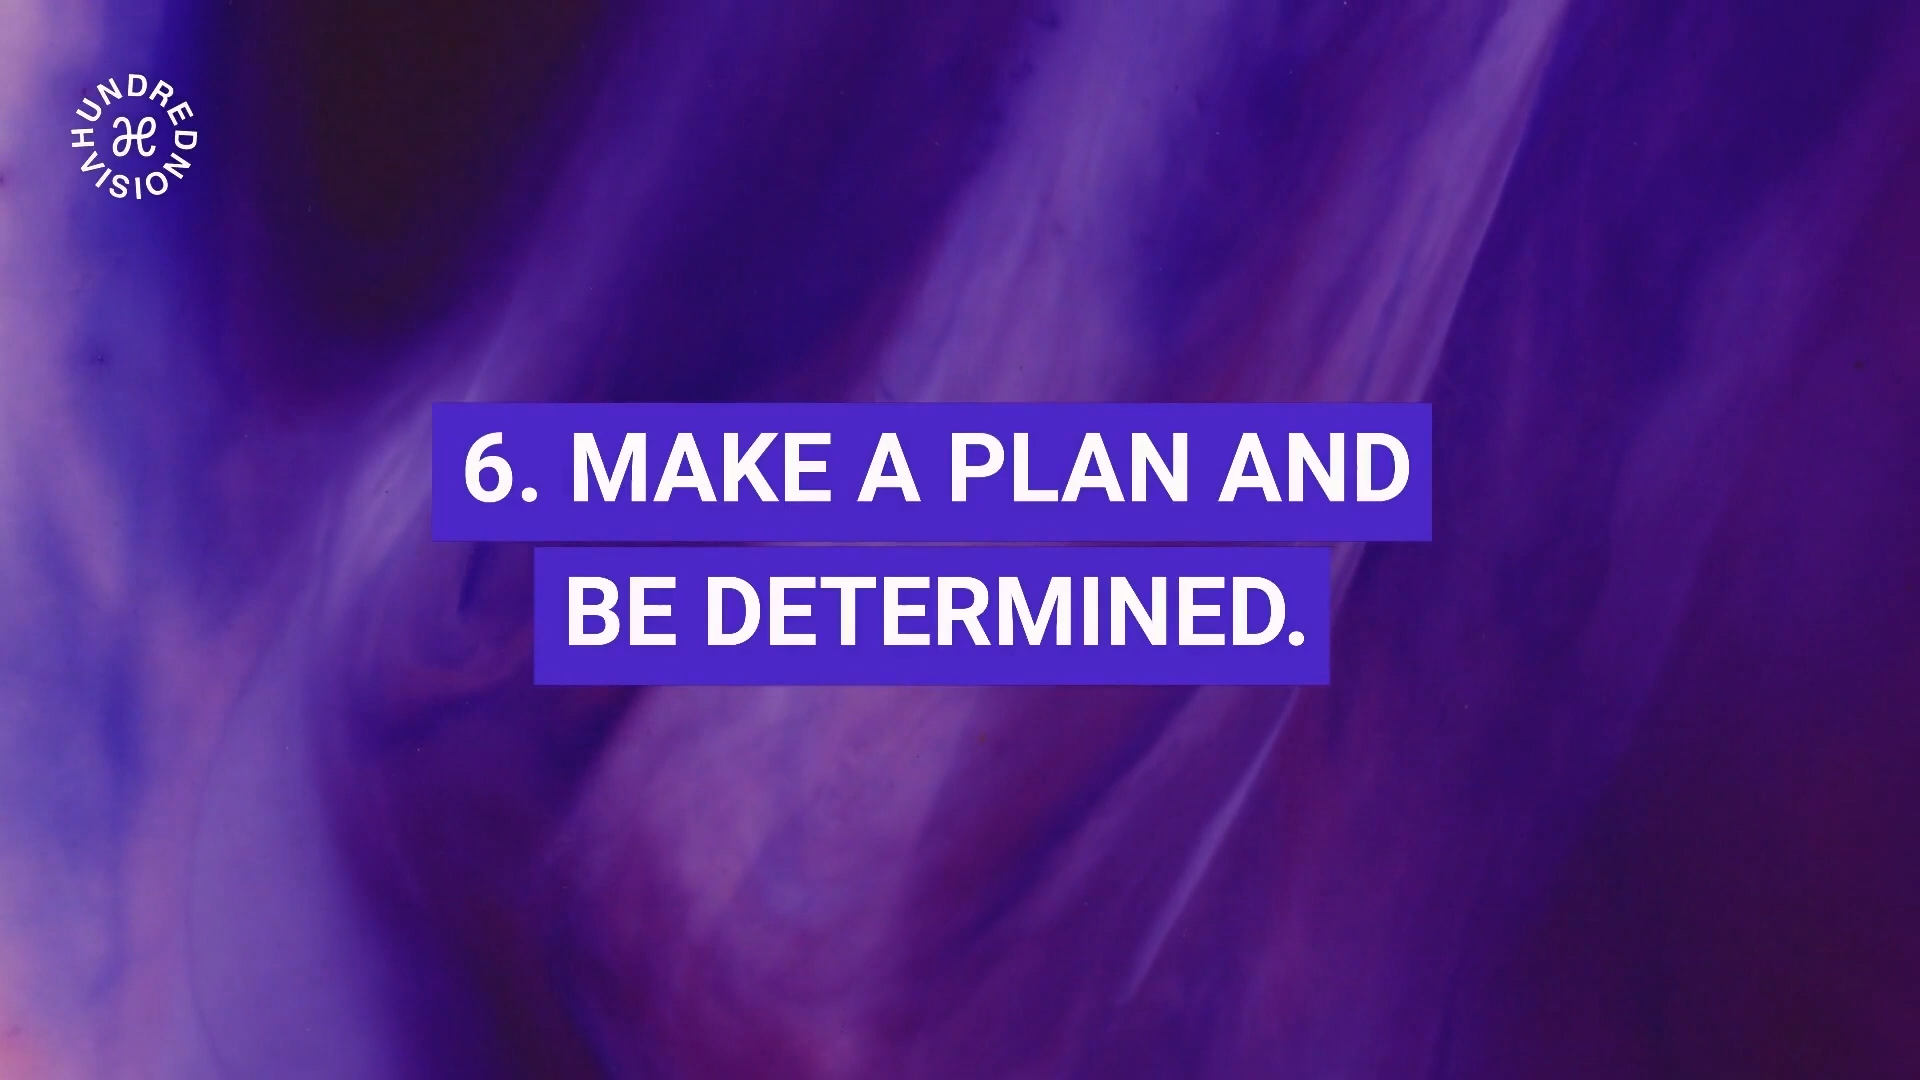 HUNDRED
VISION
6. MAKE A PLAN AND
BE DETERMINED.